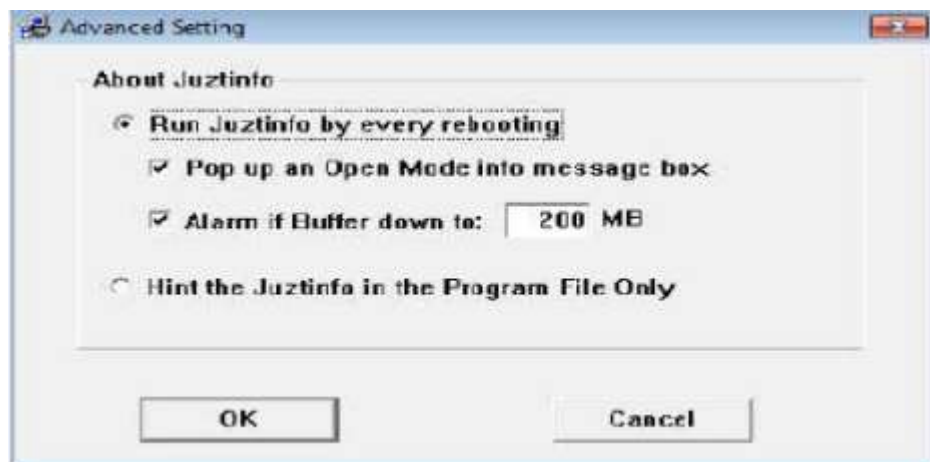 Advanced Setting
About Juztinfo
Run Juztinfo by every rebooting
Pop up an Open Mode info message box
Alarm if Buffer down to: 200 MB
Hint the Juztinfo in the Program File Only
OK Cancel